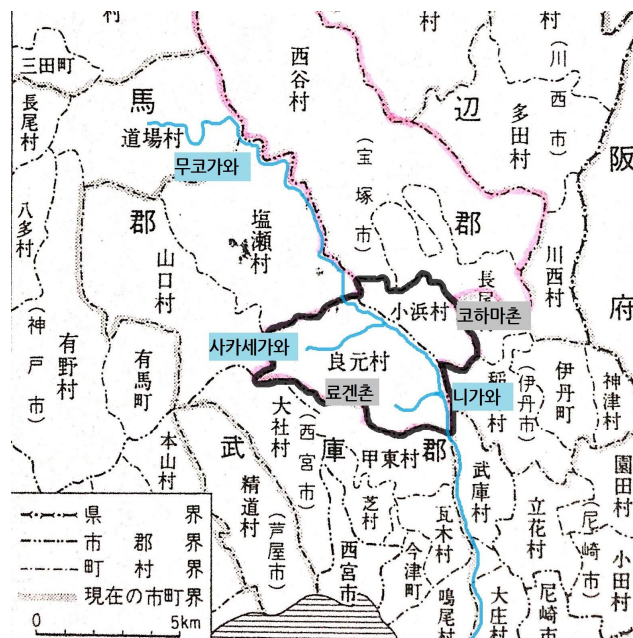 村
三田町
長尾村
馬
道場村
무코가와
西谷村
(宝塚市)
辺
多田村
(川西市)
阪
八多村
(神戸市)
有野村
郡
山口村
有馬町
塩瀬村
郡
長尾
川西村
府
小浜村
코하마촌
사카세가와
良元村
료겐촌
니가와
稲
村
(伊丹市)
伊丹町
神津村
大社村
(西宮市)
本山村
武
庫
郡
甲東村
武庫村
園田村
精道村
(芦屋市)
芝村
西宮市
今津町
瓦木村
立花村
(尼崎市)
小田村
鳴尾村
大庄村
尼崎市
県 界
市 郡 界
町 村 界
現在の市町界
0 5km